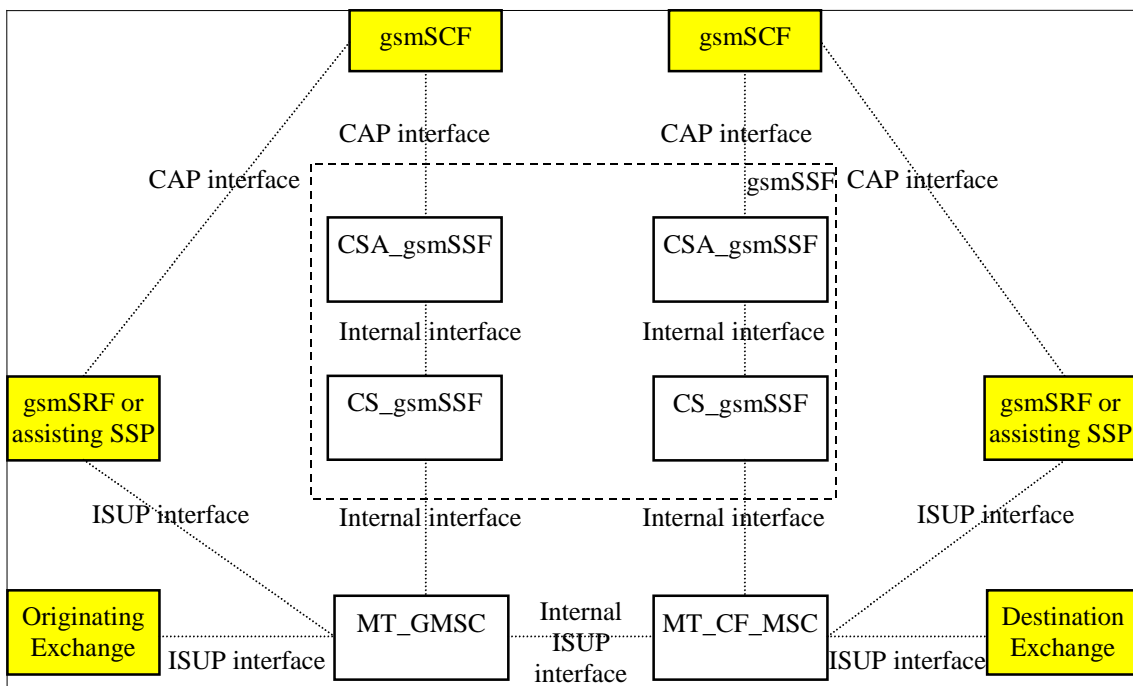 gsmSCF
gsmSCF
CAP interface
CAP interface
CAP interface
gsmSSF
CAP interface
CSA_gsmSSF
CSA_gsmSSF
Internal interface
Internal interface
gsmSRF or
assisting SSP
CS_gsmSSF
CS_gsmSSF
gsmSRF or
assisting SSP
ISUP interface
Internal interface
Internal interface
ISUP interface
Originating
Exchange
ISUP interface
MT_GMSC
Internal
ISUP
interface
MT_CF_MSC
ISUP interface
Destination
Exchange